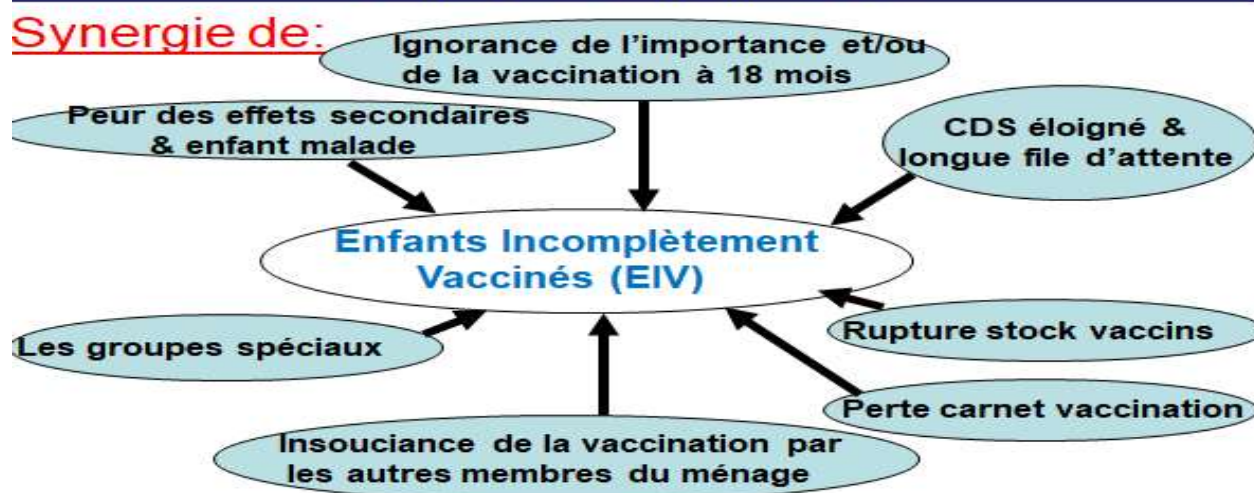 Synergie de:
Ignorance de l'importance et/ou
de la vaccination à 18 mois
Peur des effets secondaires
& enfant malade
CDS éloigné &
longue file d'attente
Enfants Incomplètement
Vaccinés (EIV)
Les groupes spéciaux
Rupture stock vaccins
Perte carnet vaccination
Insouciance de la vaccination par
les autres membres du ménage